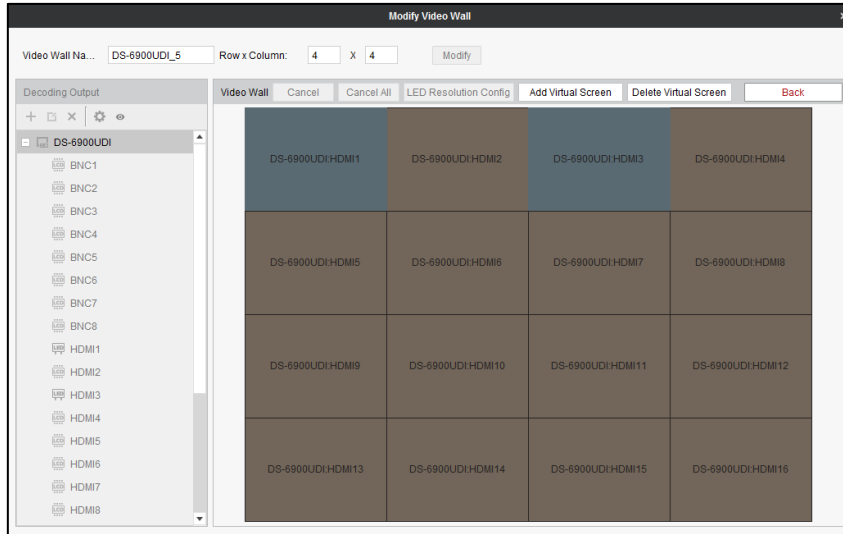 Modify Video Wall
Video Wall Na... DS-6900UDI_5 Row x Column: 4 X 4 Modify
Decoding Output
Video Wall Cancel Cancel All LED Resolution Config Add Virtual Screen Delete Virtual Screen Back
DS-6900UDI
BNC1
BNC2
BNC3
BNC4
BNC5
BNC6
BNC7
BNC8
HDMI1
HDMI2
HDMI3
HDMI4
HDMI5
HDMI6
HDMI7
HDMI8
DS-6900UDI:HDMI1 DS-6900UDI:HDMI2 DS-6900UDI:HDMI3 DS-6900UDI:HDMI4
DS-6900UDI:HDMI5 DS-6900UDI:HDMI6 DS-6900UDI:HDMI7 DS-6900UDI:HDMI8
DS-6900UDI:HDMI9 DS-6900UDI:HDMI10 DS-6900UDI:HDMI11 DS-6900UDI:HDMI12
DS-6900UDI:HDMI13 DS-6900UDI:HDMI14 DS-6900UDI:HDMI15 DS-6900UDI:HDMI16